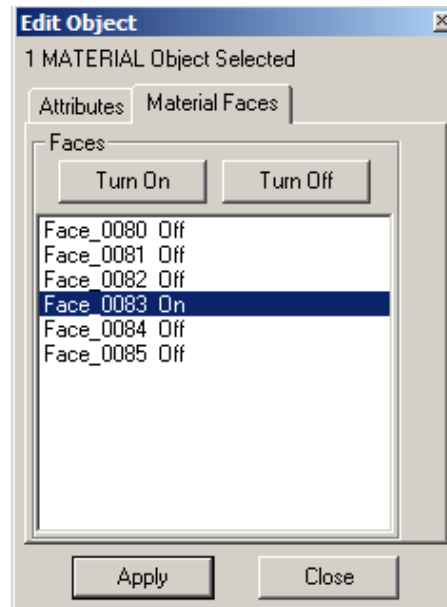 Edit Object
1 MATERIAL Object Selected
Attributes Material Faces
Faces
Turn On Turn Off
Face_0080 Off
Face_0081 Off
Face_0082 Off
Face_0083 On
Face_0084 Off
Face_0085 Off
Apply Close